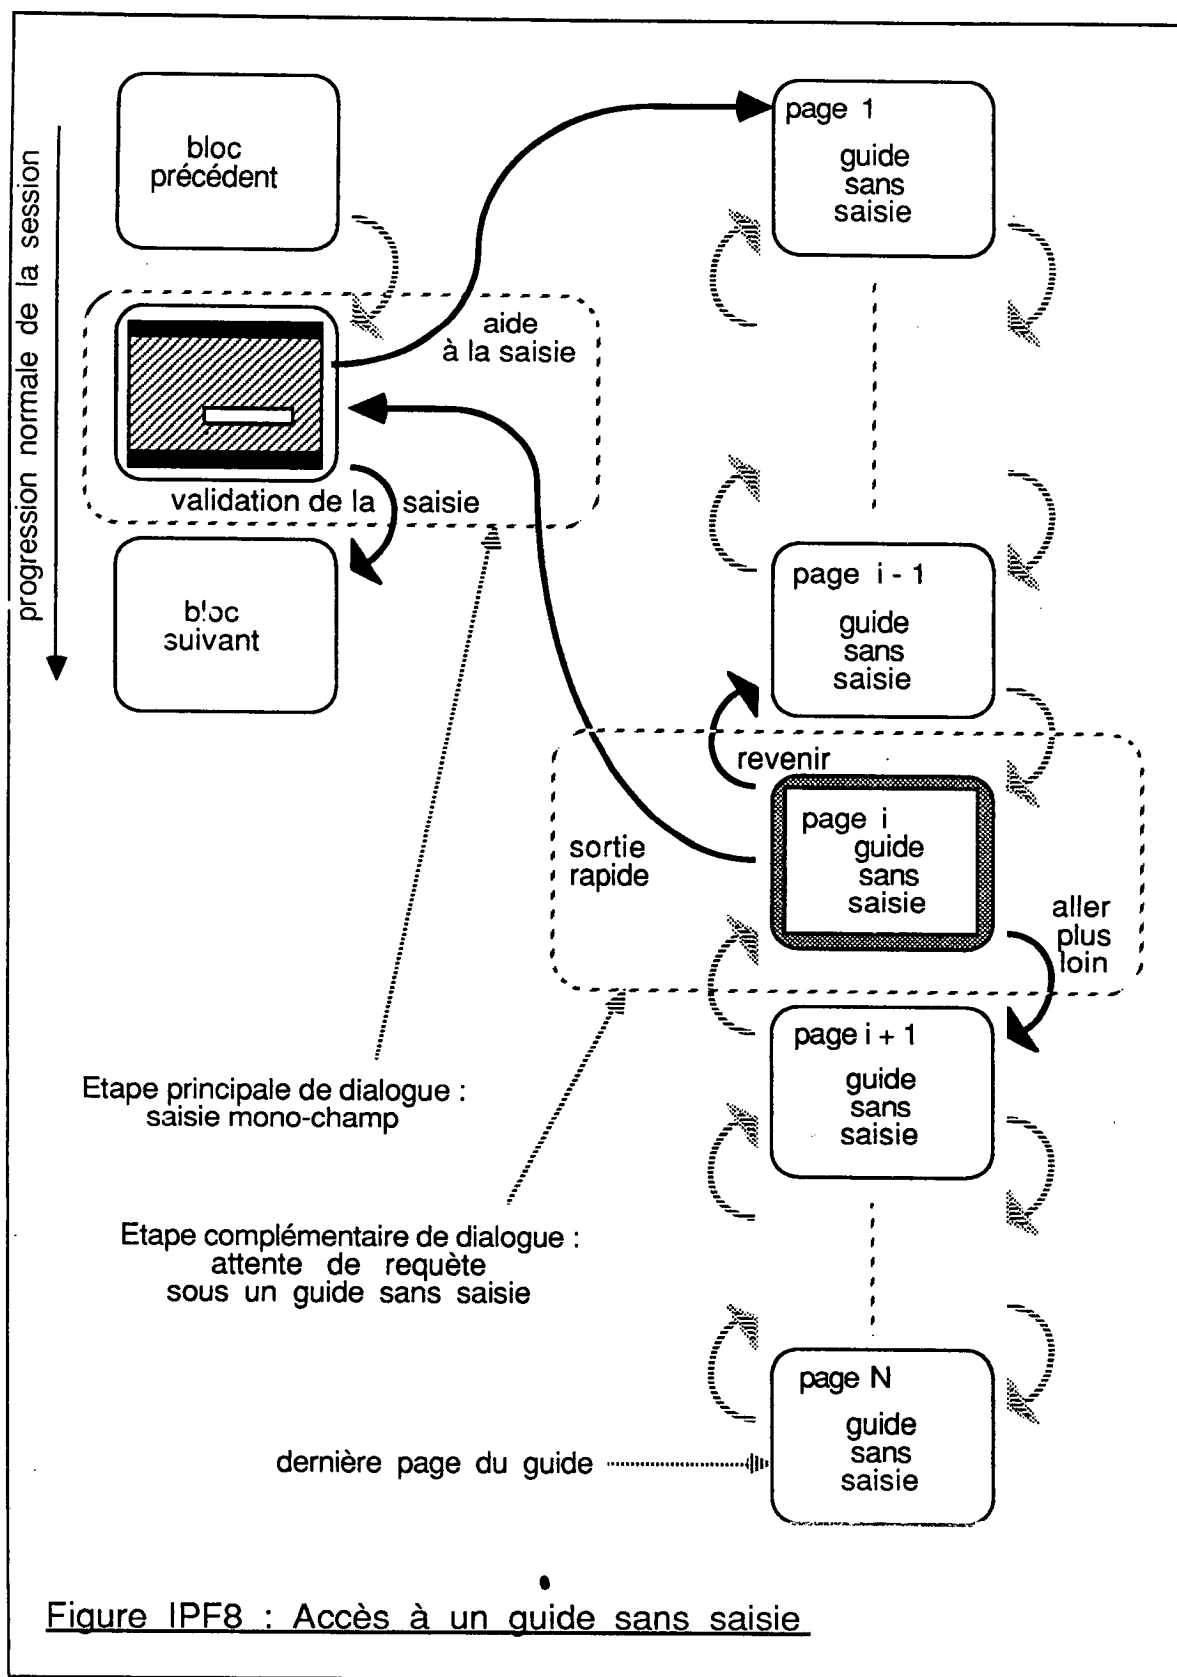 progression normale de la session
bloc
précédent
aide
à la saisie
validation de la saisie
bloc
suivant
page 1
guide
sans
saisie
page i - 1
guide
sans
saisie
revenir
page i
guide
sans
saisie
sortie
rapide
aller
plus
loin
page i + 1
guide
sans
saisie
Etape principale de dialogue :
saisie mono-champ
Etape complémentaire de dialogue :
attente de requète
sous un guide sans saisie
page N
guide
sans
saisie
dernière page du guide
Figure IPF8 : Accès à un guide sans saisie